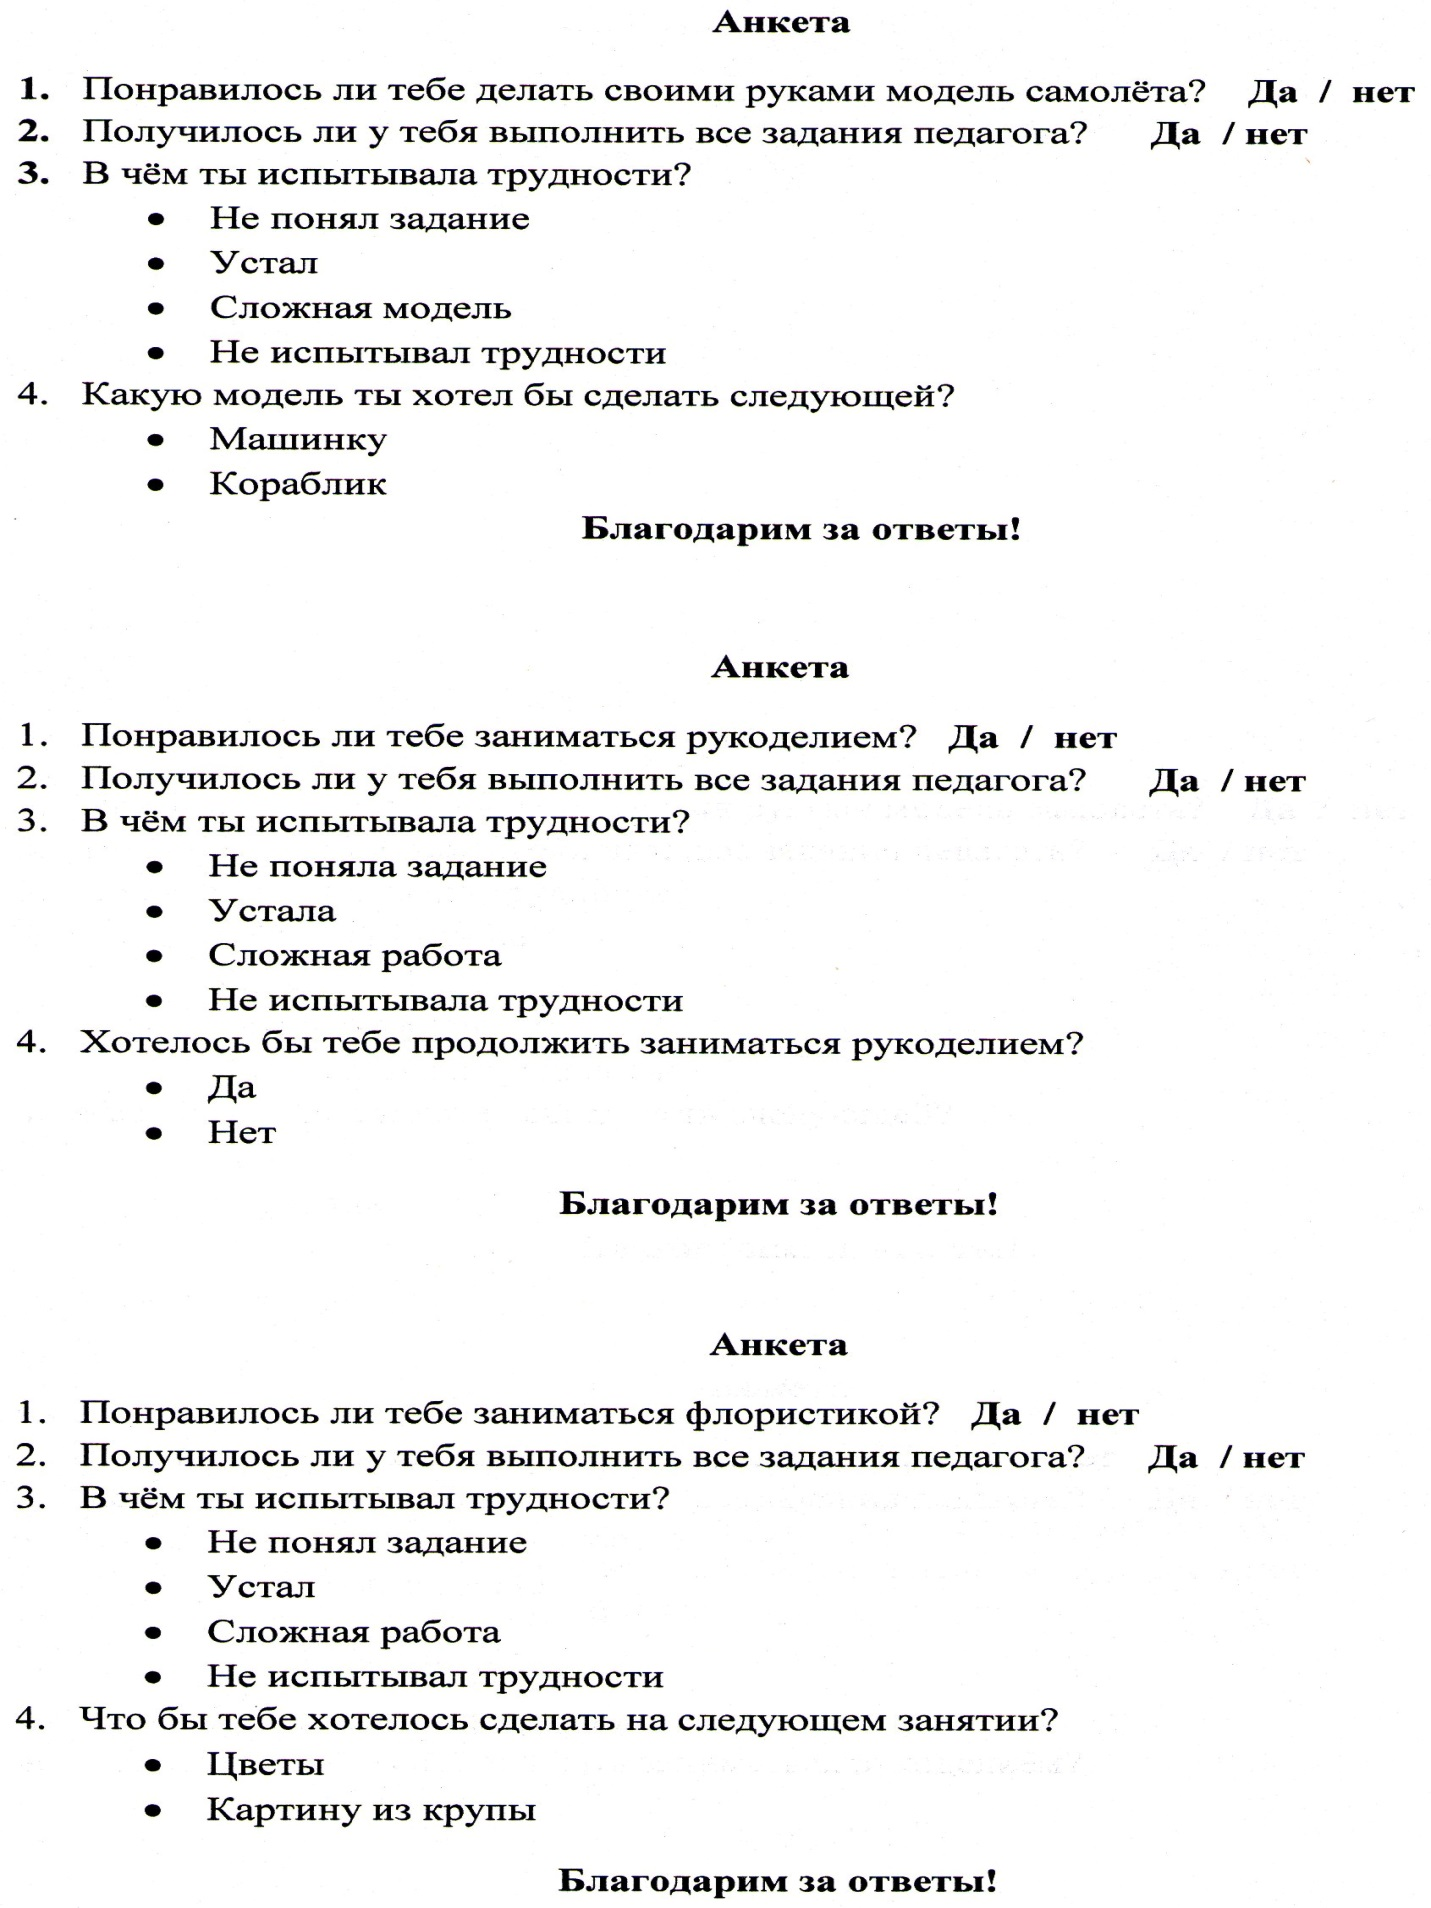 Анкета
1. Понравилось ли тебе делать своими руками модель самолёта? Да / нет
2. Получилось ли у тебя выполнить все задания педагога? Да / нет
3. В чём ты испытывала трудности?
• Не понял задание
• Устал
• Сложная модель
• Не испытывал трудности
4. Какую модель ты хотел бы сделать следующей?
• Машинку
• Кораблик
Благодарим за ответы!
Анкета
1. Понравилось ли тебе заниматься рукоделием? Да / нет
2. Получилось ли у тебя выполнить все задания педагога? Да / нет
3. В чём ты испытывала трудности?
• Не поняла задание
• Устала
• Сложная работа
• Не испытывала трудности
4. Хотелось бы тебе продолжить заниматься рукоделием?
• Да
• Нет
Благодарим за ответы!
Анкета
1. Понравилось ли тебе заниматься флористикой? Да / нет
2. Получилось ли у тебя выполнить все задания педагога? Да / нет
3. В чём ты испытывал трудности?
• Не понял задание
• Устал
• Сложная работа
• Не испытывал трудности
4. Что бы тебе хотелось сделать на следующем занятии?
• Цветы
• Картину из крупы
Благодарим за ответы!